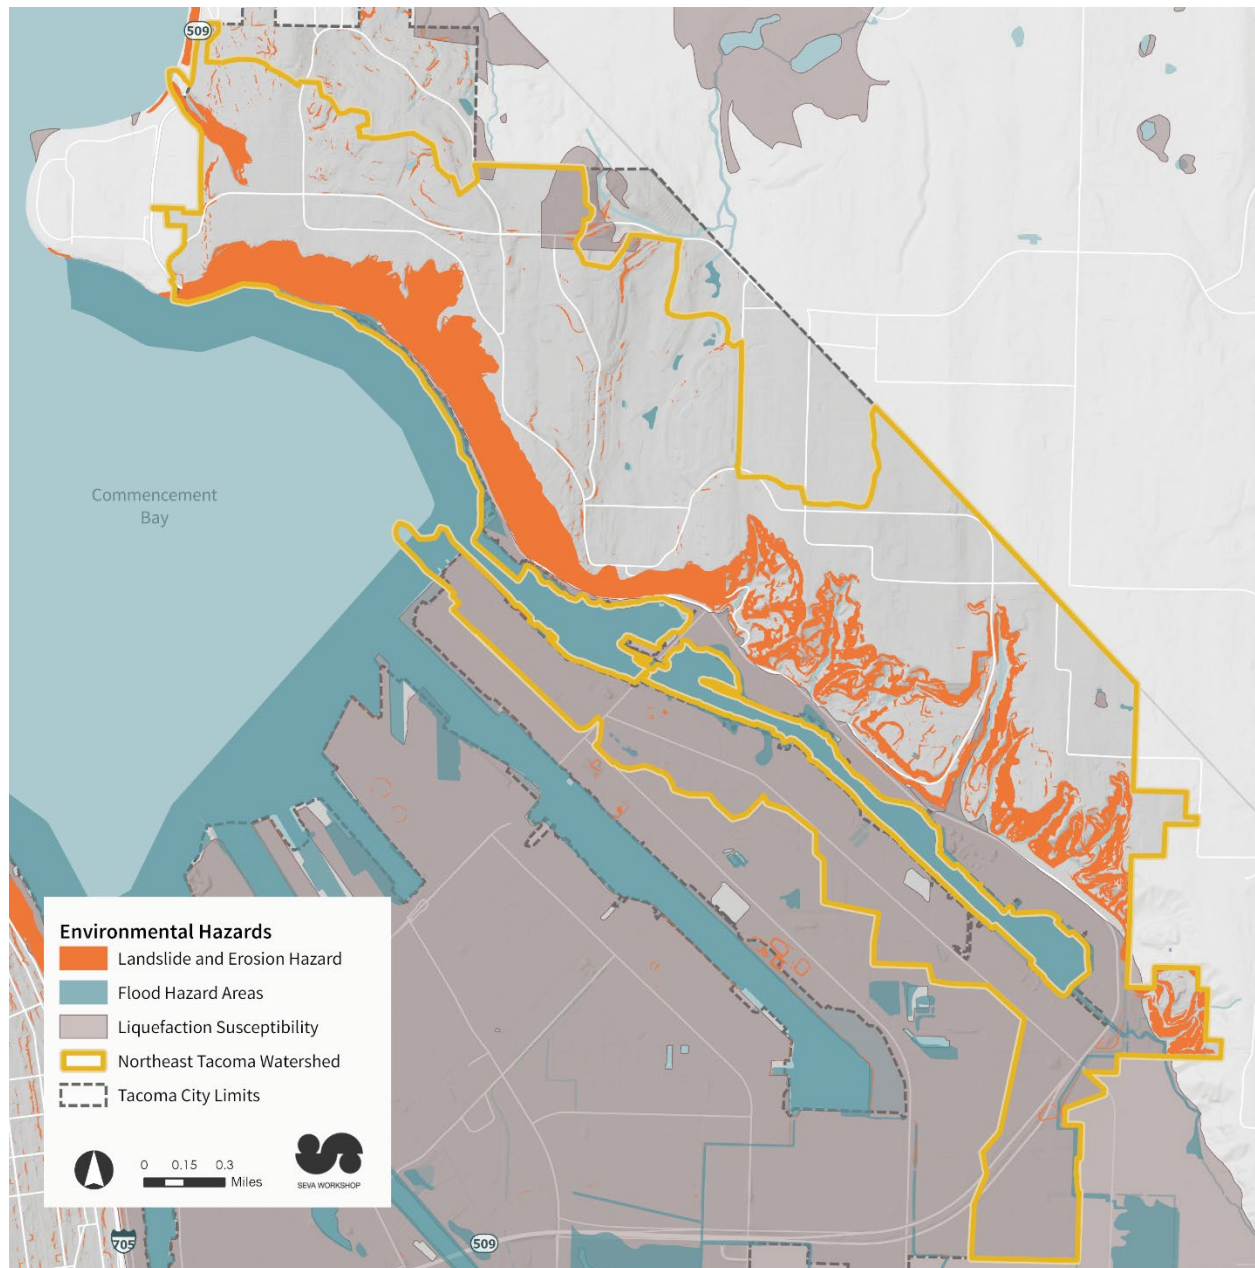 509
Commencement
Bay
Environmental Hazards
Landslide and Erosion Hazard
Flood Hazard Areas
Liquefaction Susceptibility
Northeast Tacoma Watershed
Tacoma City Limits
0 0.15 0.3
Miles
SEVA WORKSHOP
705
509